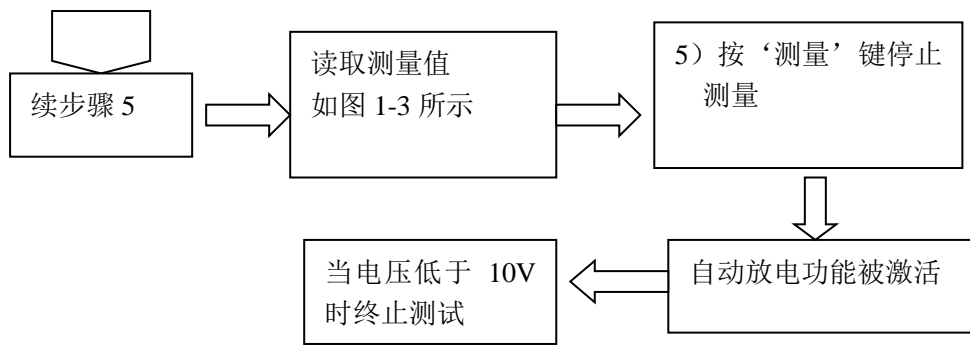 续步骤 5
读取测量值
如图 1-3 所示
5）按‘测量’键停止
测量
自动放电功能被激活
当电压低于 10V
时终止测试